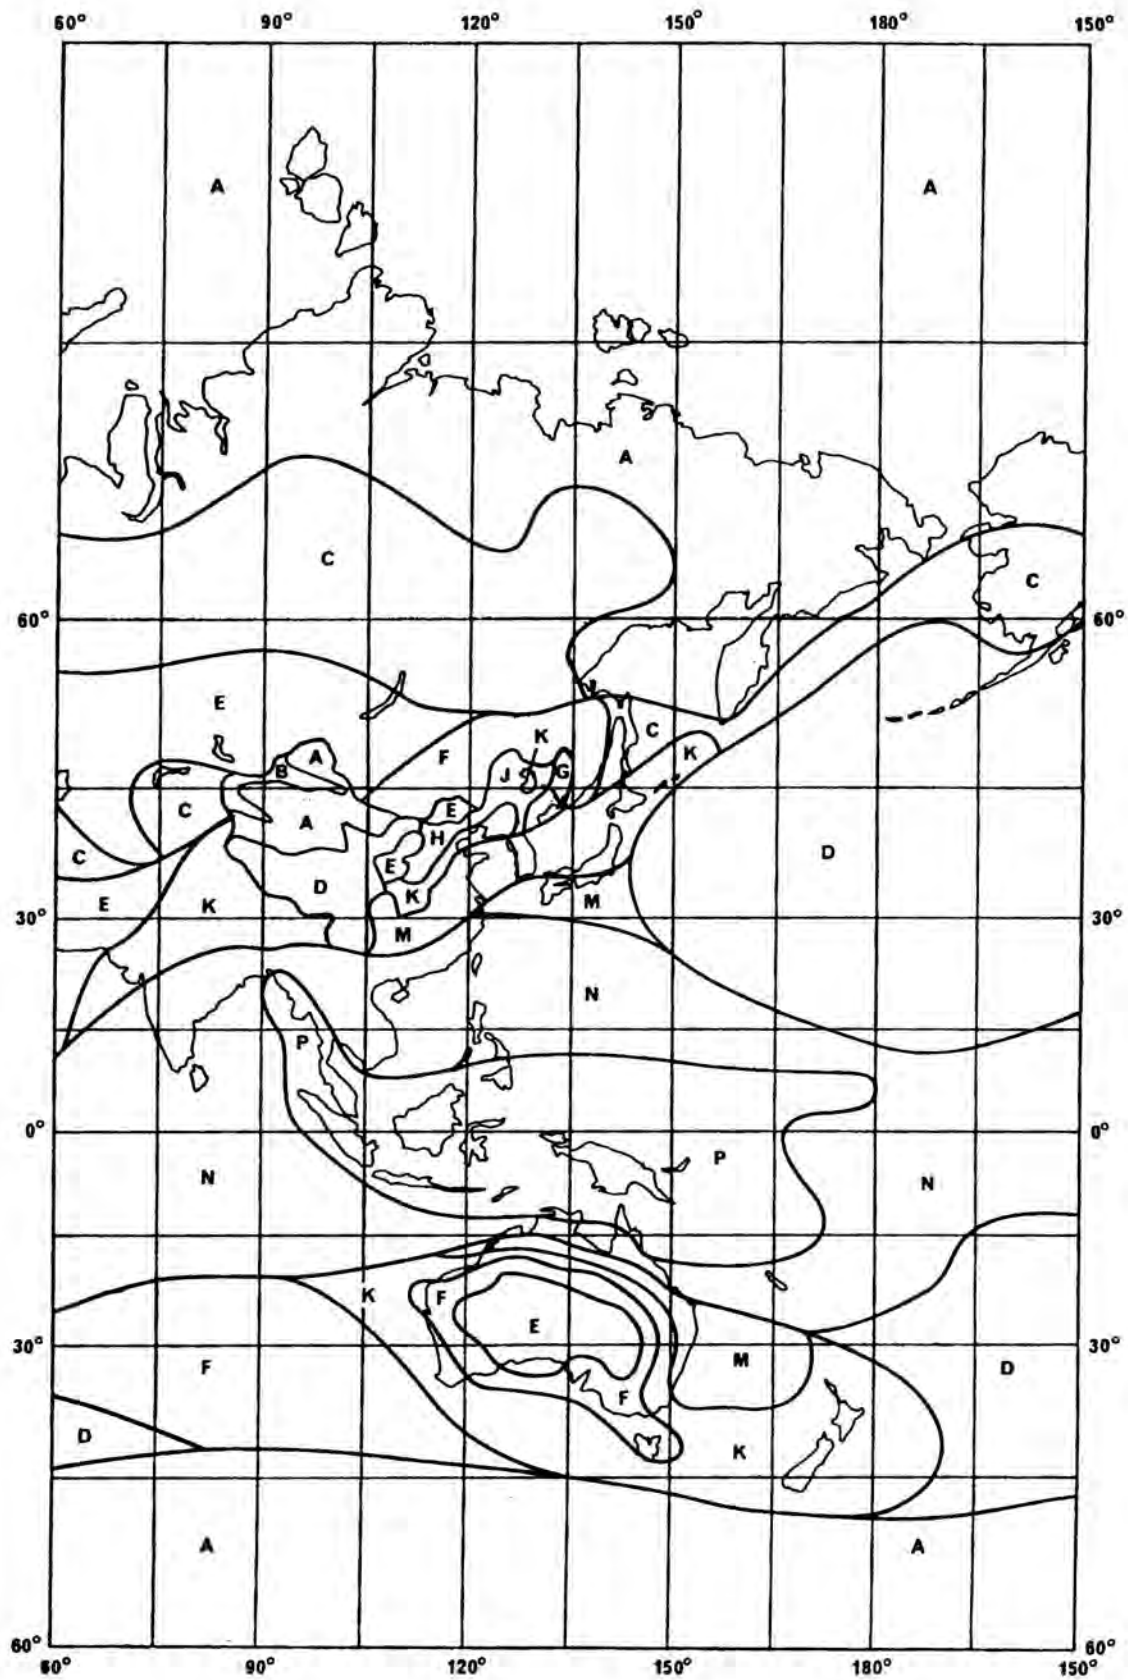 60° 90° 120° 150° 180° 150°
A A
A
C C
60° 60°
E
K C
A F K
B J G
C E
A H
C E D
D
E K K M
30° M 30°
N
P
0° 0°
P
N N
K F
E
30° M 30°
F D
F
D K
A A
60° 60°
60° 90° 120° 150° 180° 150°